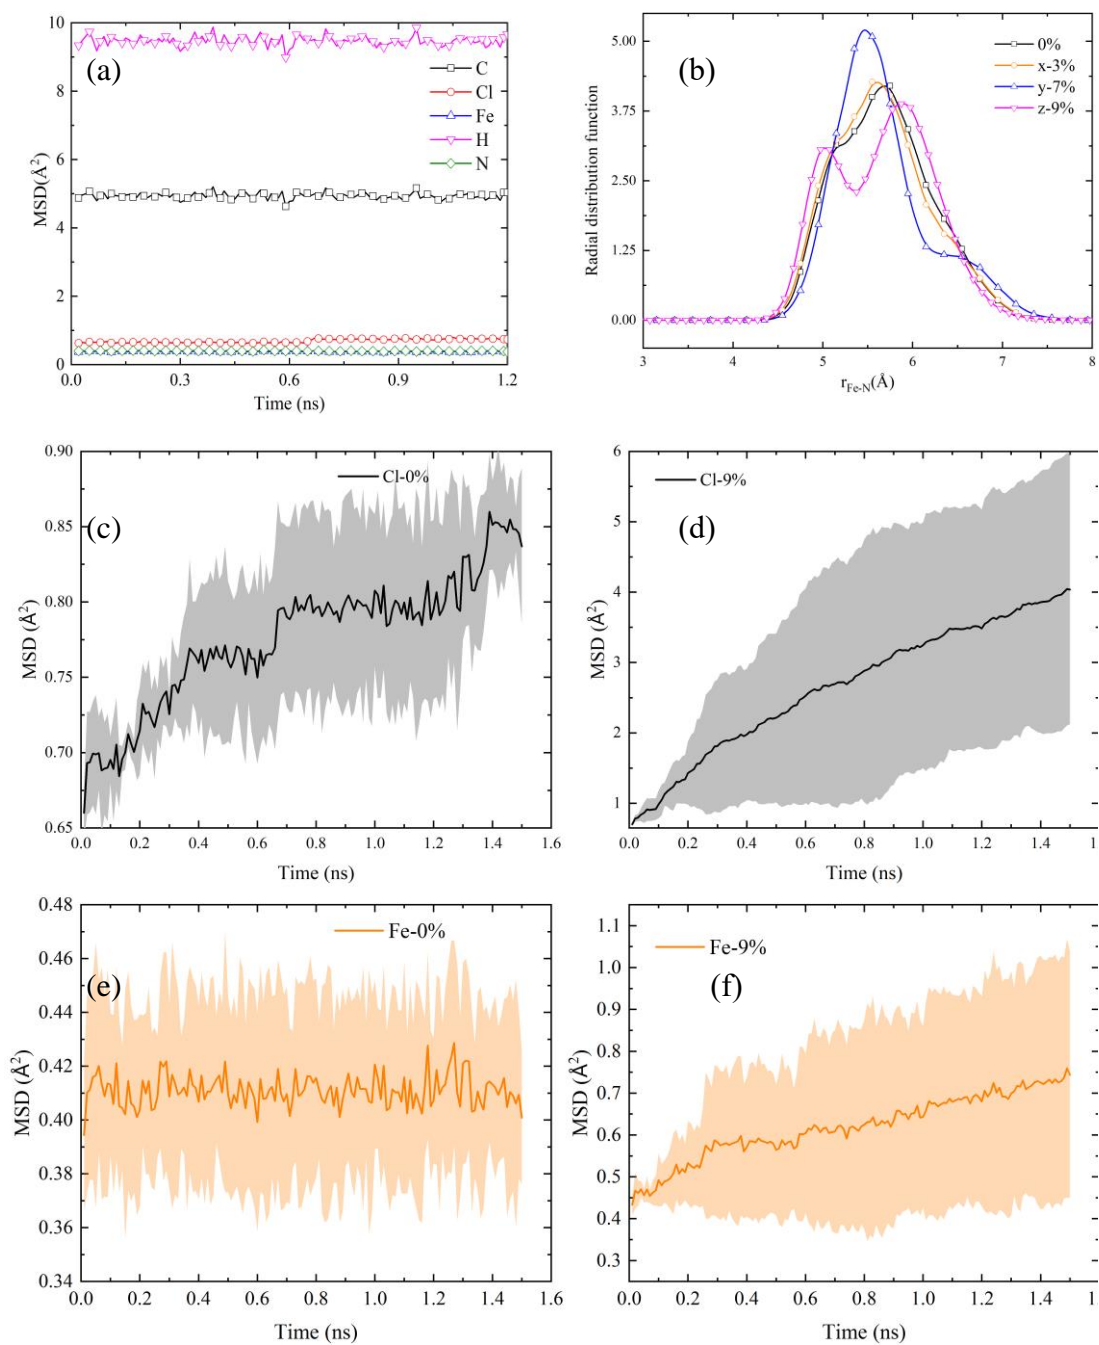 (a)
C
Cl
Fe
H
N
MSD(Å²)
10
8
6
4
2
0
0.0 0.3 0.6 0.9 1.2
Time (ns)
(b)
0%
x-3%
y-7%
z-9%
Radial distribution function
5.00
3.75
2.50
1.25
0.00
3 4 5 6 7 8
r_Fe-N(Å)
(c)
Cl-0%
MSD (Å²)
0.90
0.85
0.80
0.75
0.70
0.65
0.0 0.2 0.4 0.6 0.8 1.0 1.2 1.4 1.6
Time (ns)
(d)
Cl-9%
MSD (Å²)
6
5
4
3
2
1
0.0 0.2 0.4 0.6 0.8 1.0 1.2 1.4 1
Time (ns)
(e)
Fe-0%
MSD (Å²)
0.48
0.46
0.44
0.42
0.40
0.38
0.36
0.34
0.0 0.2 0.4 0.6 0.8 1.0 1.2 1.4 1.6
Time (ns)
(f)
Fe-9%
MSD (Å²)
1.1
1.0
0.9
0.8
0.7
0.6
0.5
0.4
0.3
0.0 0.2 0.4 0.6 0.8 1.0 1.2 1.4 1.
Time (ns)